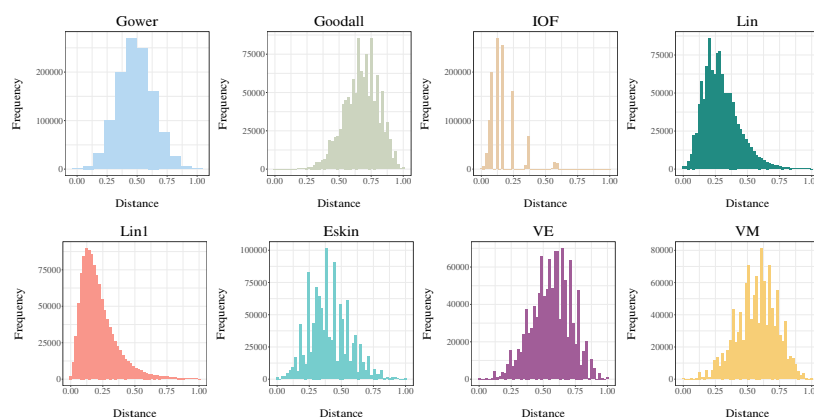 Gower Goodall IOF Lin
Frequency Frequency Frequency Frequency
200000 75000 200000 75000
100000 50000 100000 50000
25000 25000
0 0 0 0
0.00 0.25 0.50 0.75 1.00 0.00 0.25 0.50 0.75 1.00 0.00 0.25 0.50 0.75 1.00 0.00 0.25 0.50 0.75 1.00
Distance Distance Distance Distance
Lin1 Eskin VE VM
Frequency Frequency Frequency Frequency
75000 100000 60000 80000
50000 75000 40000 60000
25000 50000 20000 40000
0 25000 0 20000
0 0
0.00 0.25 0.50 0.75 1.00 0.00 0.25 0.50 0.75 1.00 0.00 0.25 0.50 0.75 1.00 0.00 0.25 0.50 0.75 1.00
Distance Distance Distance Distance